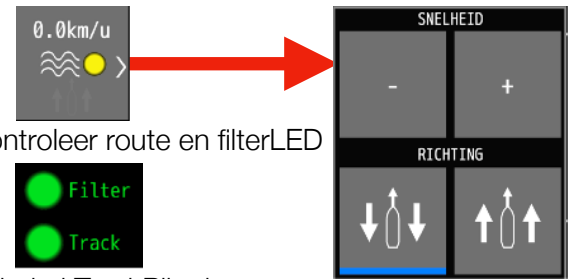 0.0km/u
SNELHEID
- +
ontroleer route en filterLED
RICHTING
Filter
Track